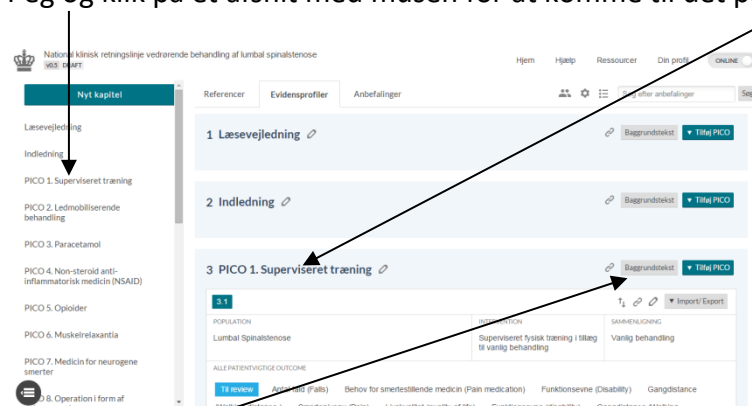 Peg og klik på et afsnit med musen for at komme til det
National klinisk retningslinje vedrørende behandling af lumbal spinalstenose
v0.5 DRAFT
Hjem Hjælp Ressourcer Din profil ONLINE
Nyt kapitel
Referencer Evidensprofiler Anbefalinger
Søg efter anbefalinger
Søg
Læsevejledning
Indledning
PICO 1. Superviseret træning
PICO 2. Ledmobiliserende
behandling
PICO 3. Paracetamol
PICO 4. Non-steroid anti-
inflammatorisk medicin (NSAID)
PICO 5. Opioider
PICO 6. Muskelrelaxantia
PICO 7. Medicin for neurogene
smerter
PICO 8. Operation i form af
1 Læsevejledning
Baggrundstekst Tilføj PICO
2 Indledning
Baggrundstekst Tilføj PICO
3 PICO 1. Superviseret træning
Baggrundstekst Tilføj PICO
3.1
Import/ Export
POPULATION INTERVENTION SAMMENLIGNING
Lumbal Spinalstenose Superviseret fysisk træning i tillæg Vanlig behandling
til vanlig behandling
ALLE PATIENTVIGTIGE OUTCOME
Til review Antal fald (Falls) Behov for smertestillende medicin (Pain medication) Funktionsevne (Disability) Gangdistance